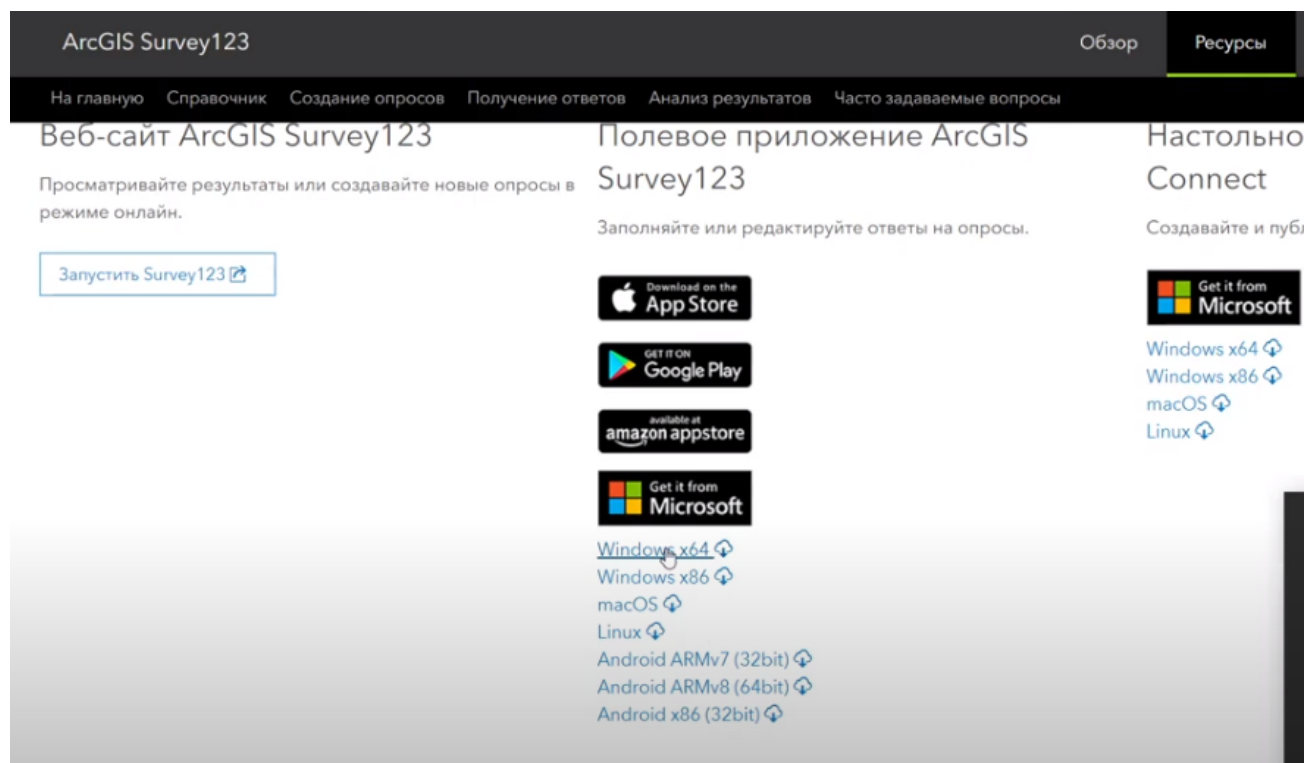 ArcGIS Survey123
Обзор
Ресурсы
На главную Справочник Создание опросов Получение ответов Анализ результатов Часто задаваемые вопросы
Веб-сайт ArcGIS Survey123
Просматривайте результаты или создавайте новые опросы в
режиме онлайн.
Запустить Survey123
Полевое приложение ArcGIS
Survey123
Заполняйте или редактируйте ответы на опросы.
Download on the
App Store
GET IT ON
Google Play
available at
amazon appstore
Get it from
Microsoft
Windows x64
Windows x86
macOS
Linux
Android ARMv7 (32bit)
Android ARMv8 (64bit)
Android x86 (32bit)
Настольно
Connect
Создавайте и публ
Get it from
Microsoft
Windows x64
Windows x86
macOS
Linux